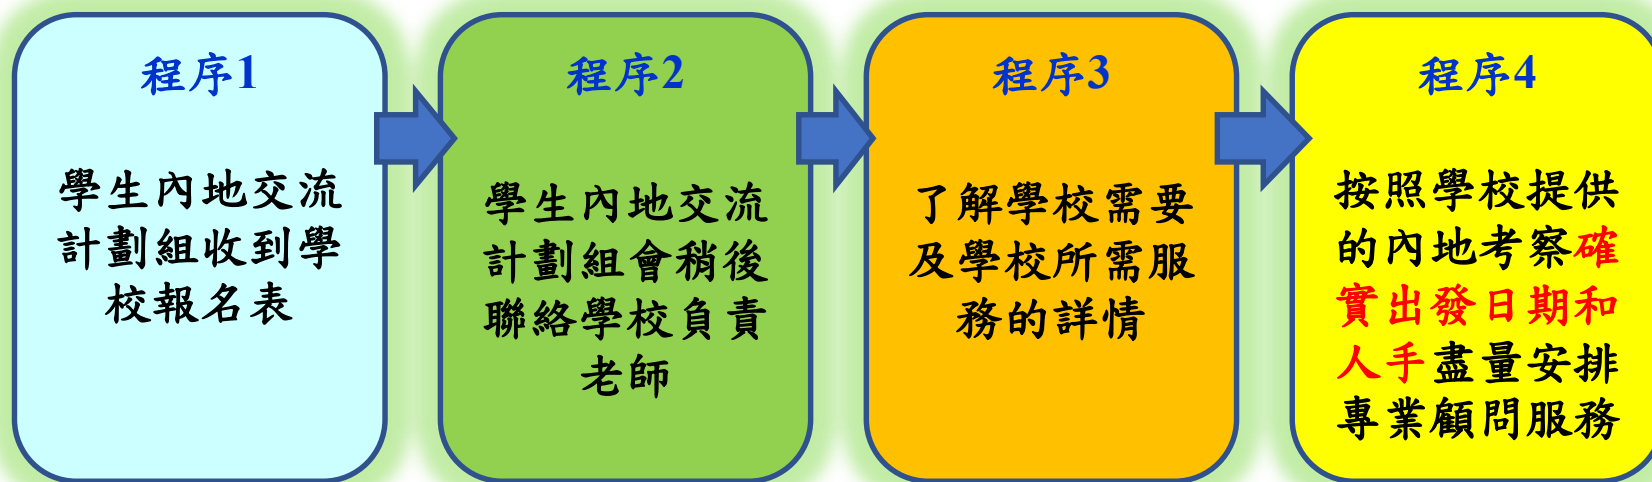 程序1
學生內地交流
計劃組收到學
校報名表
程序2
學生內地交流
計劃組會稍後
聯絡學校負責
老師
程序3
了解學校需要
及學校所需服
務的詳情
程序4
按照學校提供
的內地考察確
實出發日期和
人手盡量安排
專業顧問服務